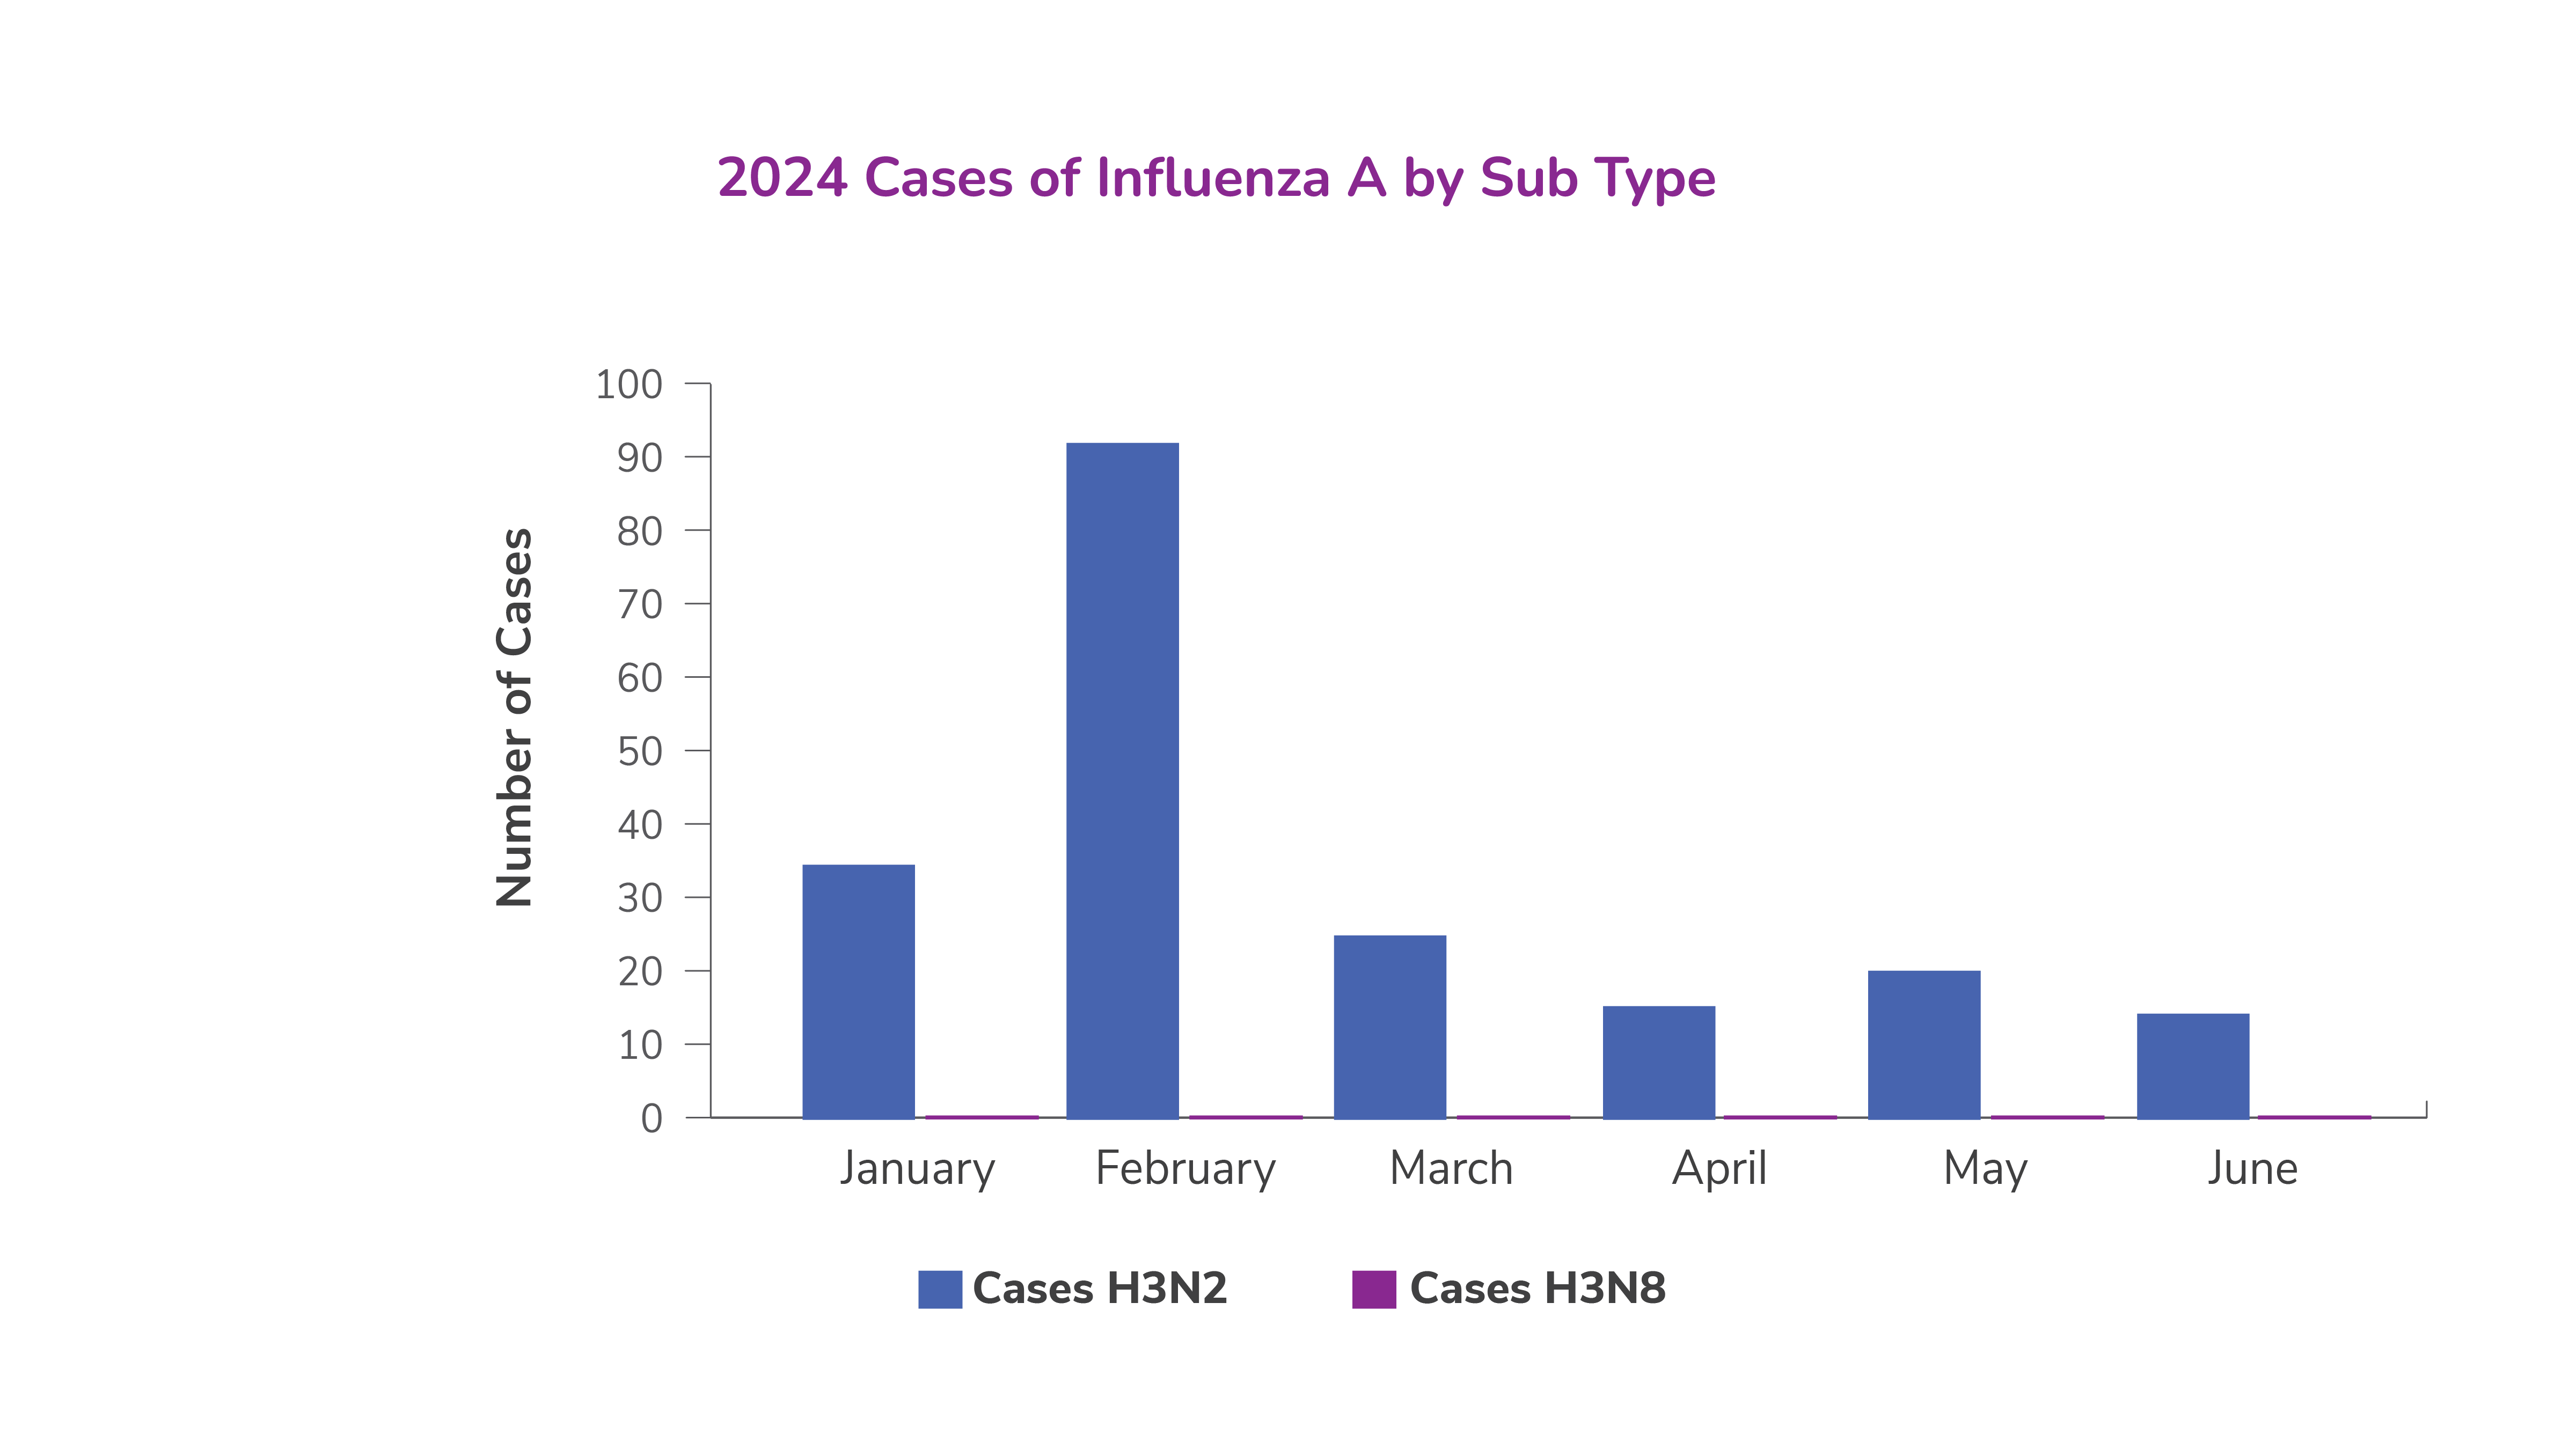 2024 Cases of Influenza A by Sub Type
Number of Cases
100
90
80
70
60
50
40
30
20
10
0
January February March April May June
Cases H3N2 Cases H3N8